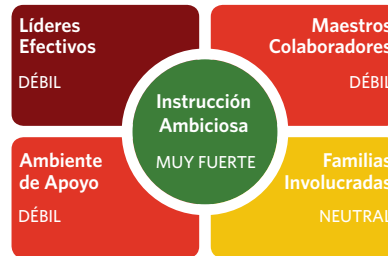 Líderes
Efectivos
DÉBIL
Maestros
Colaboradores
DÉBIL
Instrucción
Ambiciosa
MUY FUERTE
Ambiente
de Apoyo
DÉBIL
Familias
Involucradas
NEUTRAL